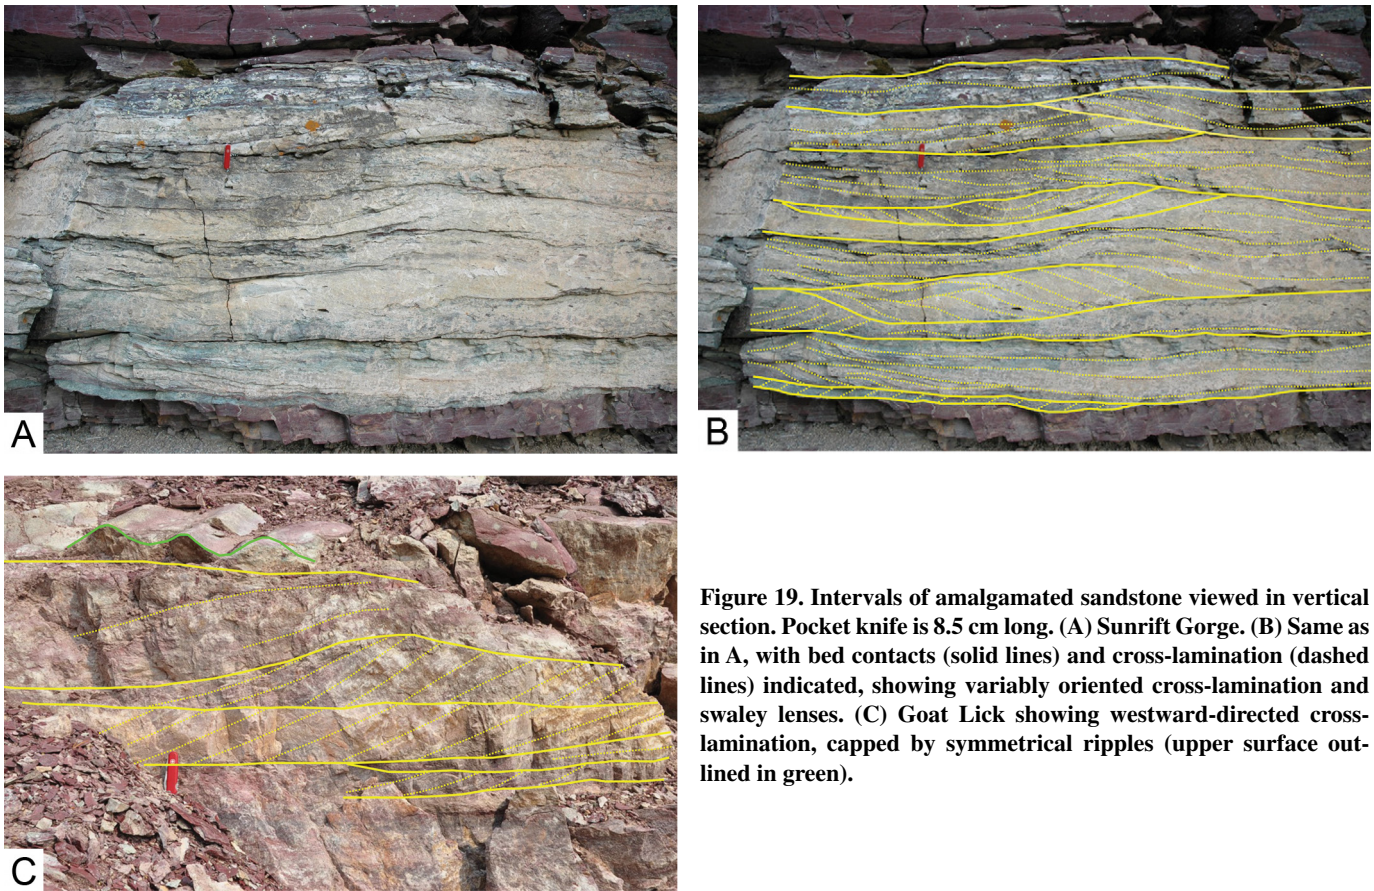 A
B
C
Figure 19. Intervals of amalgamated sandstone viewed in vertical
section. Pocket knife is 8.5 cm long. (A) Sunrift Gorge. (B) Same as
in A, with bed contacts (solid lines) and cross-lamination (dashed
lines) indicated, showing variably oriented cross-lamination and
swaley lenses. (C) Goat Lick showing westward-directed cross-
lamination, capped by symmetrical ripples (upper surface out-
lined in green).